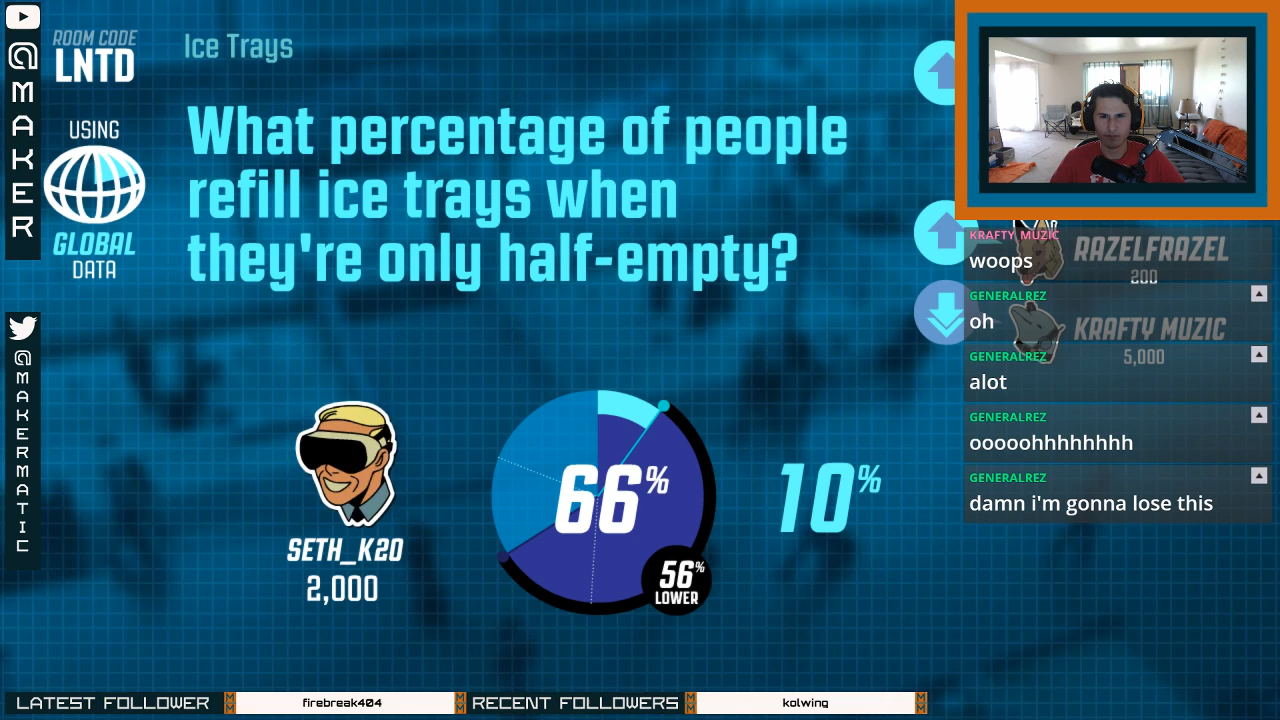 @MAKER
ROOM CODE
LNTD
USING
GLOBAL
DATA
@MAKERMATIC
Ice Trays
What percentage of people
refill ice trays when
they're only half-empty?
SETH_K20
2,000
66%
56%
LOWER
10%
RAZELFRAZEL
200
KRAFTY MUZIC
5,000
KRAFTY MUZIC
woops
GENERALREZ
oh
GENERALREZ
alot
GENERALREZ
ooooohhhhhhhh
GENERALREZ
damn i'm gonna lose this
LATEST FOLLOWER
firebreak404
RECENT FOLLOWERS
kolwing